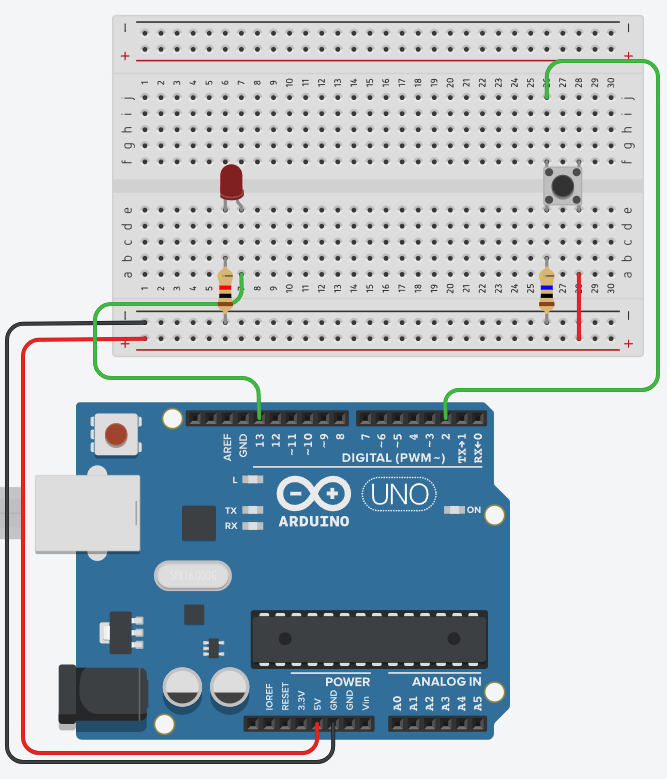 −
+
1 2 3 4 5 6 7 8 9 10 11 12 13 14 15 16 17 18 19 20 21 22 23 24 25 27 28 29 30
j j
i i
h h
g g
f f
e e
d d
c c
b b
a a
1 2 3 4 5 8 9 10 11 12 13 14 15 16 17 18 19 20 21 22 23 24 25 27 29 30
− −
+ +
AREF GND 13 12 ~11 ~10 ~9 8 7 ~6 ~5 4 ~3 2 TX→1 RX←0
DIGITAL (PWM ~)
L
UNO
TX
RX
ARDUINO
ON
POWER ANALOG IN
IOREF RESET 3.3V 5V GND GND Vin A0 A1 A2 A3 A4 A5